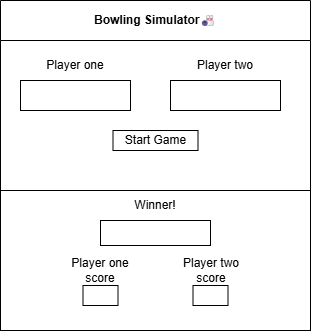 Bowling Simulator 🎳
Player one Player two
Start Game
Winner!
Player one Player two
score score